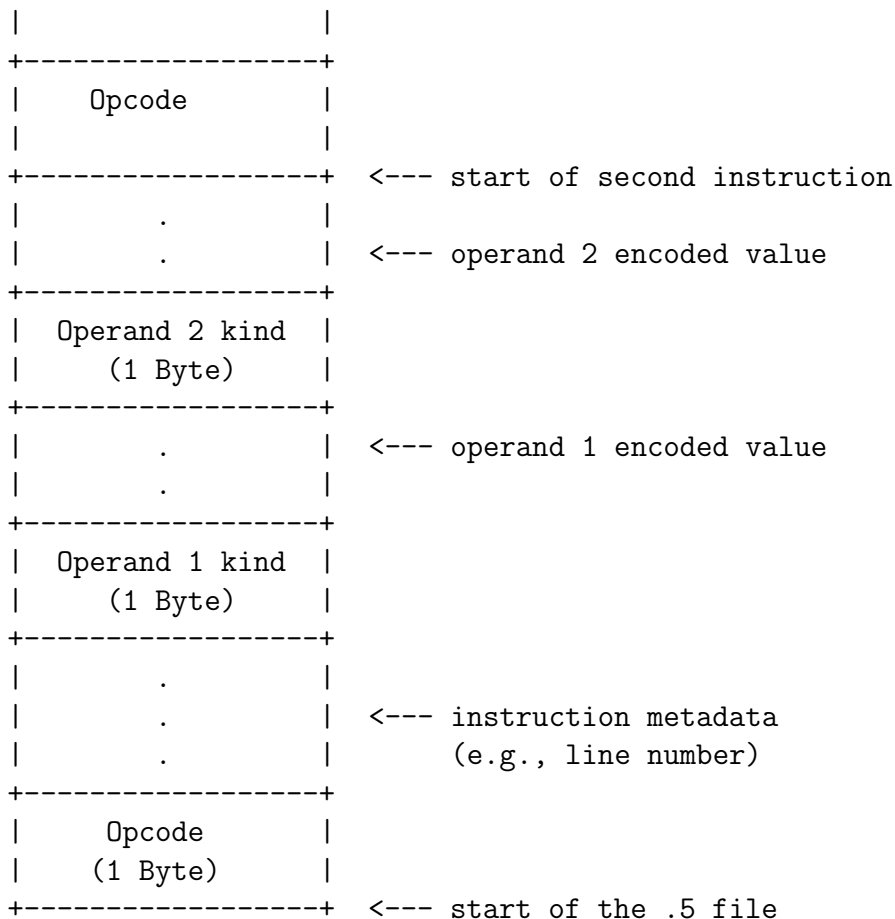 |                  |
+------------------+
|     Opcode       |
|                  |
+------------------+  <--- start of second instruction
|        .         |
|        .         |  <--- operand 2 encoded value
+------------------+
|  Operand 2 kind  |
|     (1 Byte)     |
+------------------+
|        .         |  <--- operand 1 encoded value
|        .         |
+------------------+
|  Operand 1 kind  |
|     (1 Byte)     |
+------------------+
|        .         |
|        .         |  <--- instruction metadata
|        .         |       (e.g., line number)
+------------------+
|     Opcode       |
|    (1 Byte)      |
+------------------+  <--- start of the .5 file